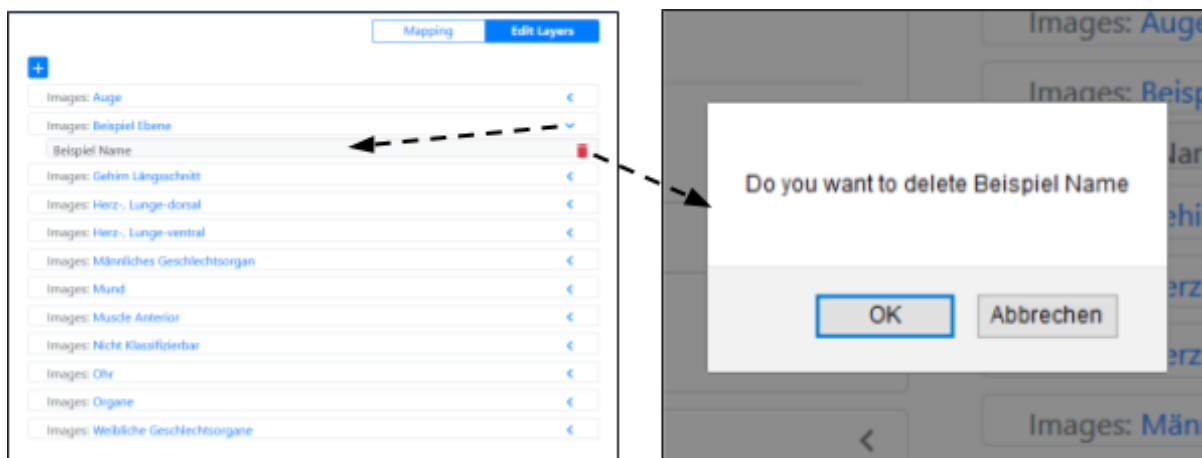 Mapping
Edit Layers
+
Images: Auge
Images: Beispiel Ebene
Beispiel Name
Images: Gehirn Längsschnitt
Images: Herz-, Lunge-dorsal
Images: Herz-, Lunge-ventral
Images: Männliches Geschlechtsorgan
Images: Mund
Images: Muscle Anterior
Images: Nicht Klassifizierbar
Images: Ohr
Images: Organe
Images: Weibliche Geschlechtsorgane
Images: Auge
Images: Beisp
Nam
ehi
Do you want to delete Beispiel Name
erz
OK
Abbrechen
erz
Images: Män